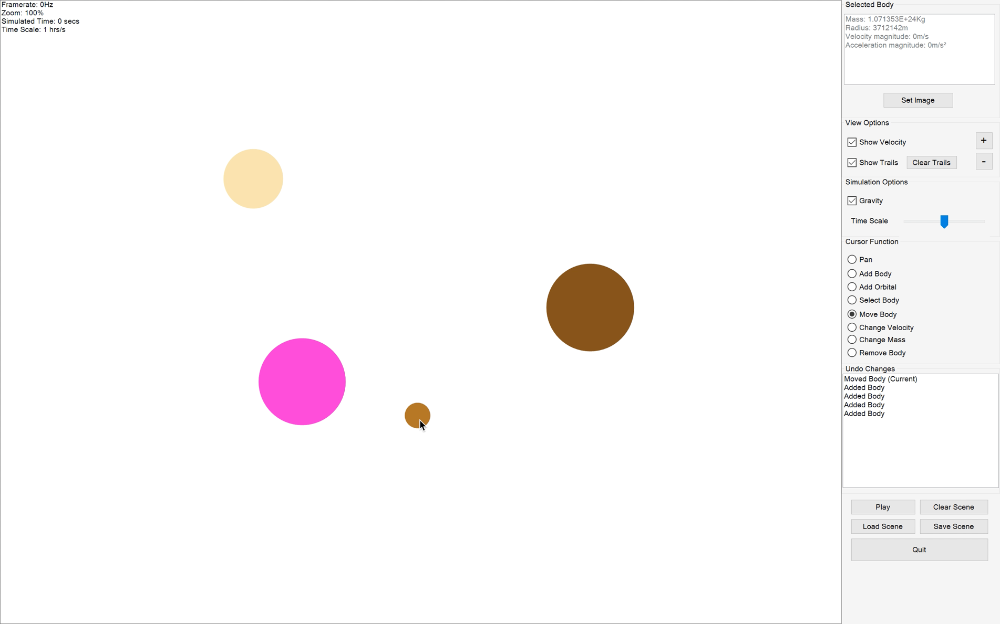 Framerate: 0Hz
Zoom: 100%
Simulated Time: 0 secs
Time Scale: 1 hrs/s
Selected Body
Mass: 1.071353E+24Kg
Radius: 3712142m
Velocity magnitude: 0m/s
Acceleration magnitude: 0m/s²
Set Image
View Options
Show Velocity
+
Show Trails
Clear Trails
-
Simulation Options
Gravity
Time Scale
Cursor Function
Pan
Add Body
Add Orbital
Select Body
Move Body
Change Velocity
Change Mass
Remove Body
Undo Changes
Moved Body (Current)
Added Body
Added Body
Added Body
Added Body
Play
Clear Scene
Load Scene
Save Scene
Quit